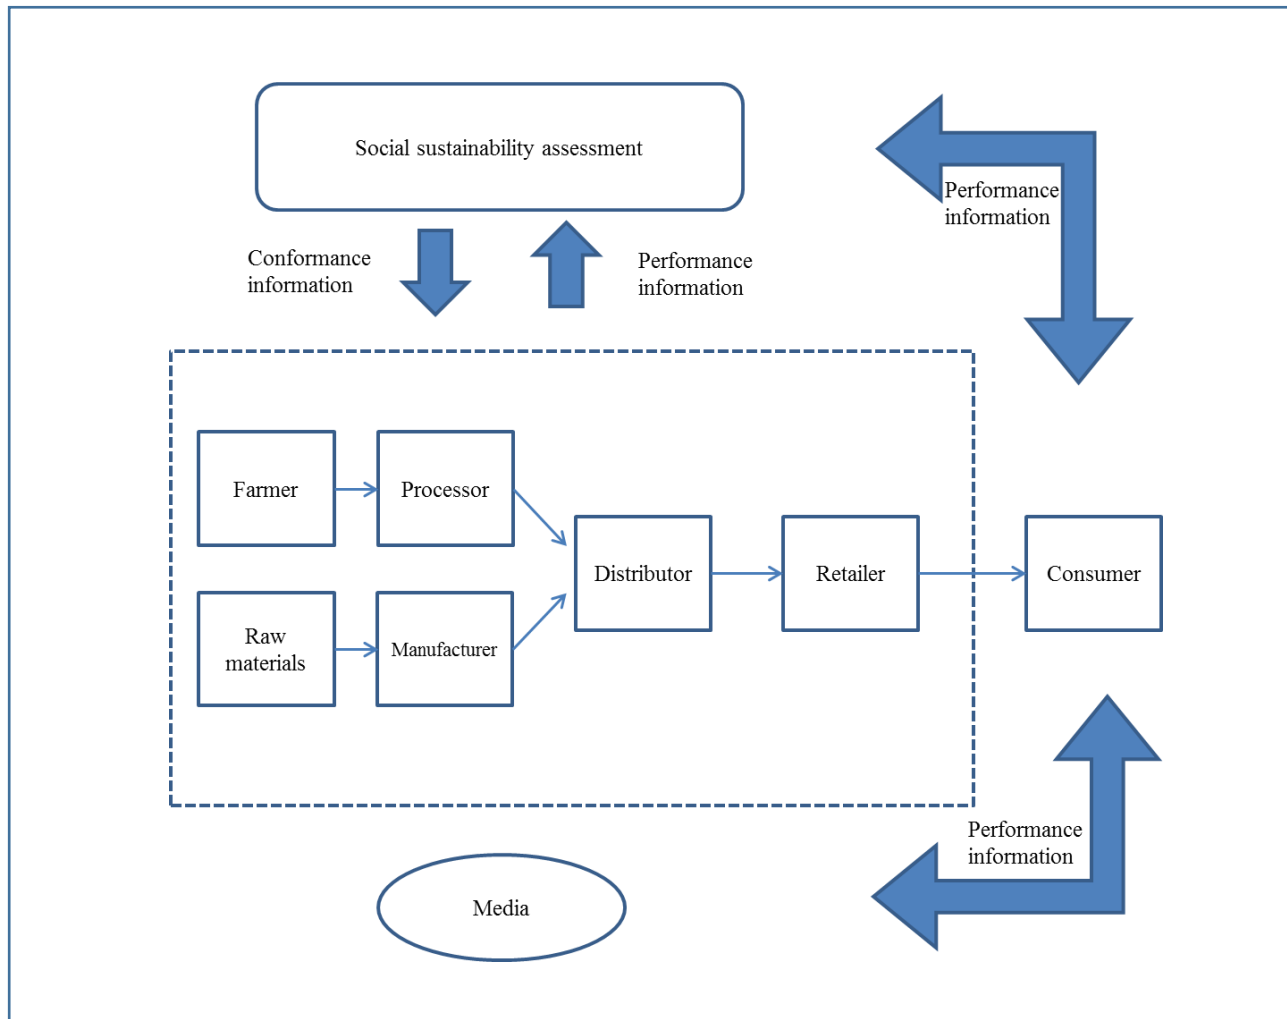 Social sustainability assessment
Performance
information
Conformance
information
Performance
information
Farmer
Processor
Distributor
Retailer
Consumer
Raw
materials
Manufacturer
Performance
information
Media